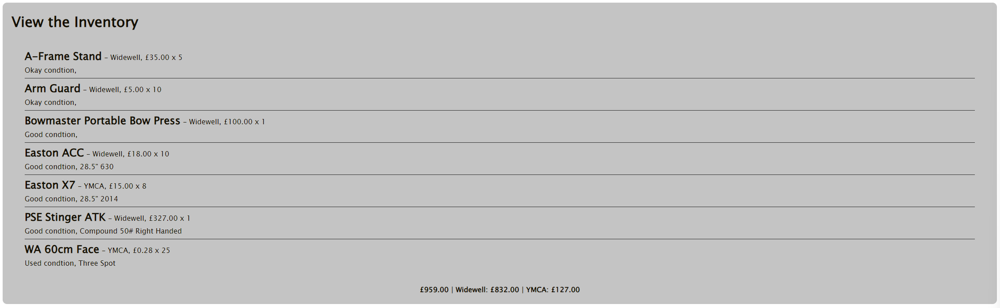 View the Inventory
A-Frame Stand - Widewell, £35.00 x 5
Okay condtion,
Arm Guard - Widewell, £5.00 x 10
Okay condtion,
Bowmaster Portable Bow Press - Widewell, £100.00 x 1
Good condtion,
Easton ACC - Widewell, £18.00 x 10
Good condtion, 28.5" 630
Easton X7 - YMCA, £15.00 x 8
Good condtion, 28.5" 2014
PSE Stinger ATK - Widewell, £327.00 x 1
Good condtion, Compound 50# Right Handed
WA 60cm Face - YMCA, £0.28 x 25
Used condtion, Three Spot
£959.00 | Widewell: £832.00 | YMCA: £127.00